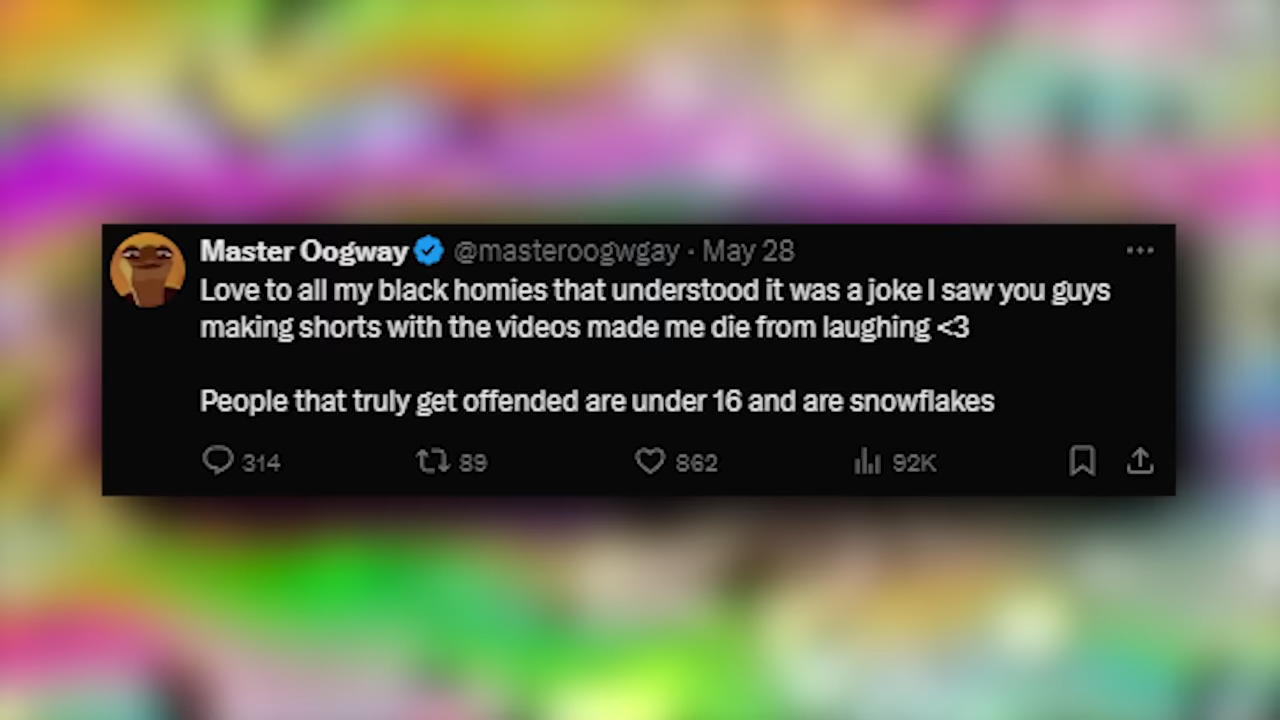 Master Oogway @masteroogwgay · May 28
Love to all my black homies that understood it was a joke I saw you guys
making shorts with the videos made me die from laughing <3
People that truly get offended are under 16 and are snowflakes
314 89 862 92K